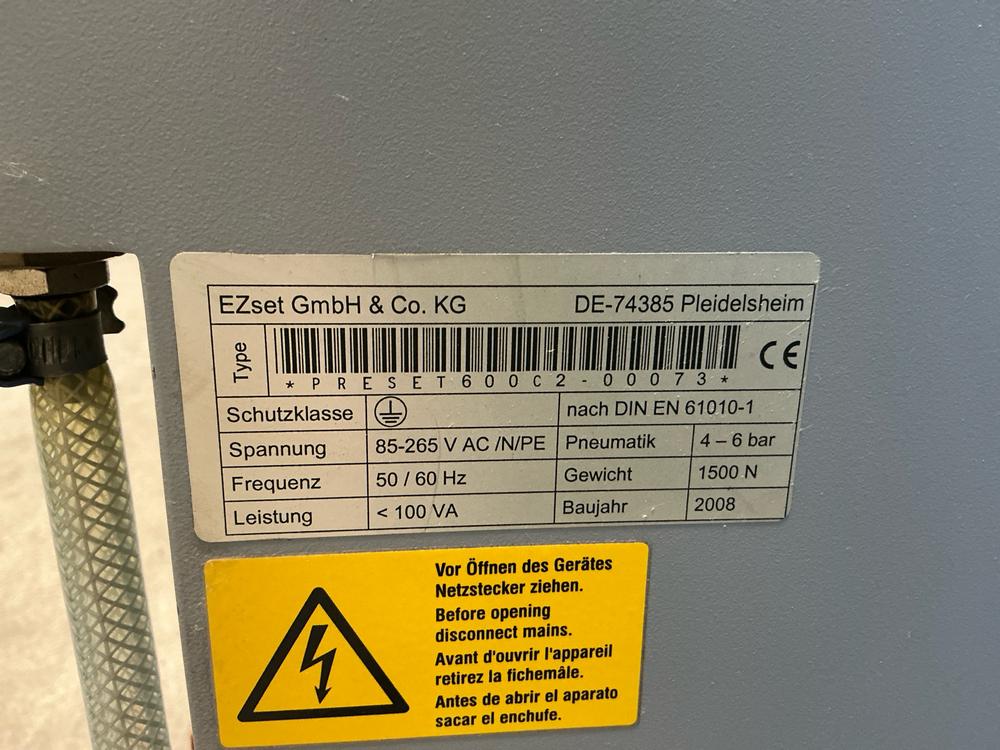 EZset GmbH & Co. KG DE-74385 Pleidelsheim
Type
*PRESET600C2-00073* CE
Schutzklasse nach DIN EN 61010-1
Spannung 85-265 V AC /N/PE Pneumatik 4 – 6 bar
Frequenz 50 / 60 Hz Gewicht 1500 N
Leistung < 100 VA Baujahr 2008
Vor Öffnen des Gerätes
Netzstecker ziehen.
Before opening
disconnect mains.
Avant d'ouvrir l'appareil
retirez la fichemâle.
Antes de abrir el aparato
sacar el enchufe.